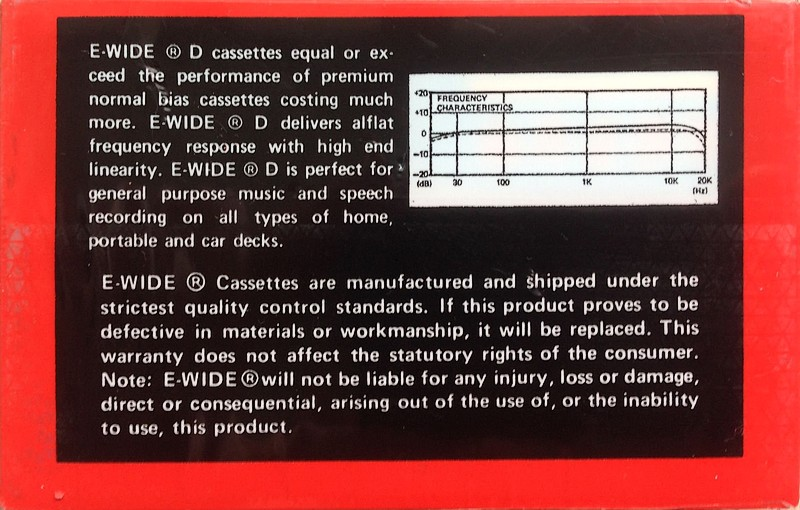 E-WIDE ® D cassettes equal or ex-
ceed the performance of premium
normal bias cassettes costing much
more. E-WIDE ® D delivers alflat
frequency response with high end
linearity. E-WIDE ® D is perfect for
general purpose music and speech
recording on all types of home,
portable and car decks.
FREQUENCY
CHARACTERISTICS
+20
+10
0
-10
-20
(dB) 30 100 1K 10K 20K
(Hz)
E-WIDE ® Cassettes are manufactured and shipped under the
strictest quality control standards. If this product proves to be
defective in materials or workmanship, it will be replaced. This
warranty does not affect the statutory rights of the consumer.
Note: E-WIDE ® will not be liable for any injury, loss or damage,
direct or consequential, arising out of the use of, or the inability
to use, this product.